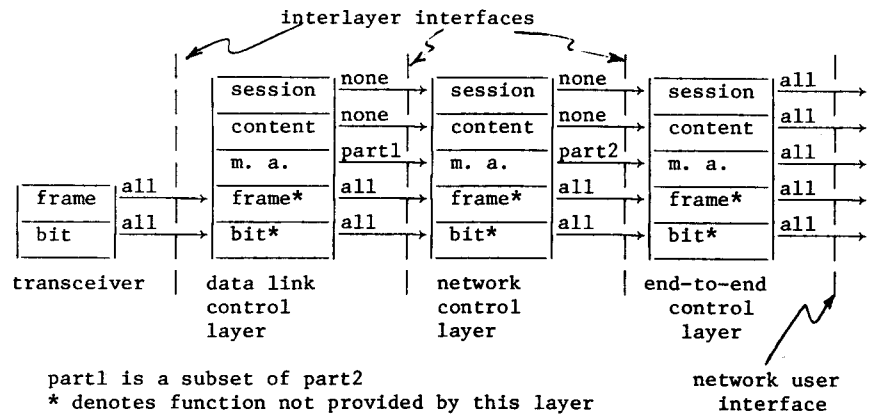 interlayer interfaces
none none all
session session session
none none all
content content content
part1 part2 all
m. a. m. a. m. a.
all all all all
frame frame* frame* frame*
all all all all
bit bit* bit* bit*
transceiver data link network end-to-end
control control control
layer layer layer
part1 is a subset of part2 network user
* denotes function not provided by this layer interface